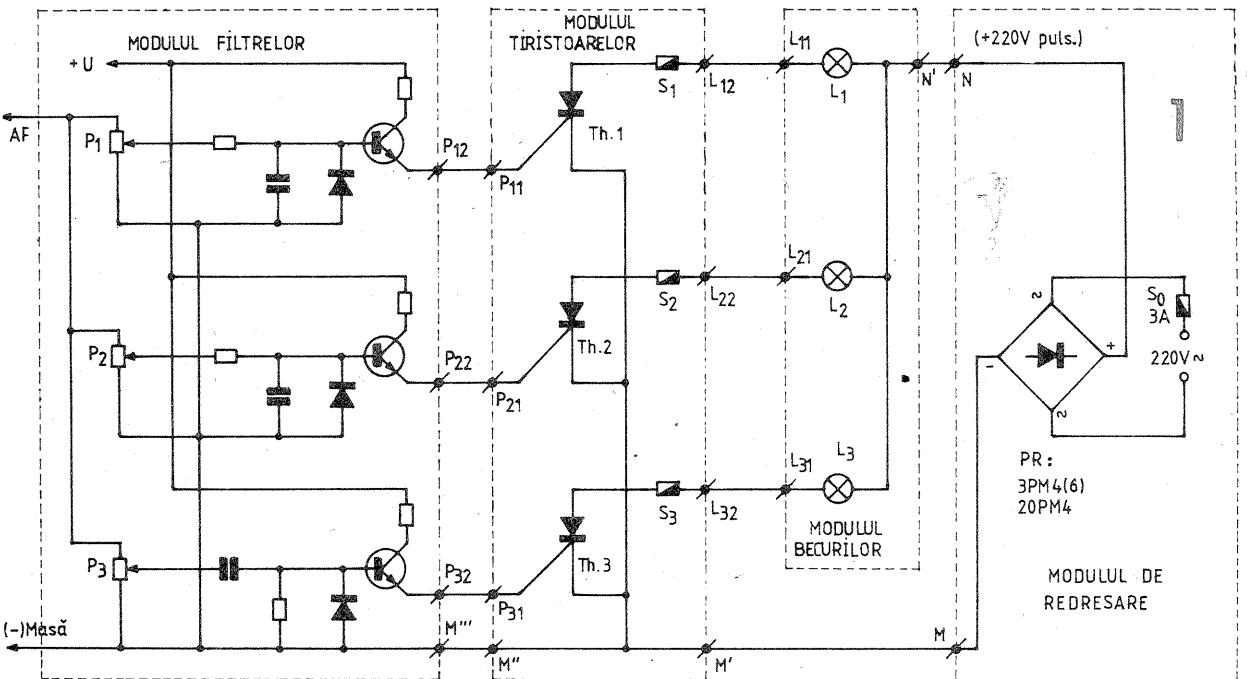 MODULUL FILTRELOR
+U
AF
P1
P12
P2
P22
P3
P32
(-)Masă
M'''
MODULUL
TIRISTOARELOR
P11
Th.1
S1
L12
P21
Th.2
S2
L22
P31
Th.3
S3
L32
M''
M'
L11
L1
N'
L21
L2
L31
L3
MODULUL
BECURILOR
N
(+220V puls.)
1
S0
3A
220V ~
~
+
-
~
PR:
3PM4(6)
20PM4
MODULUL DE
REDRESARE
M